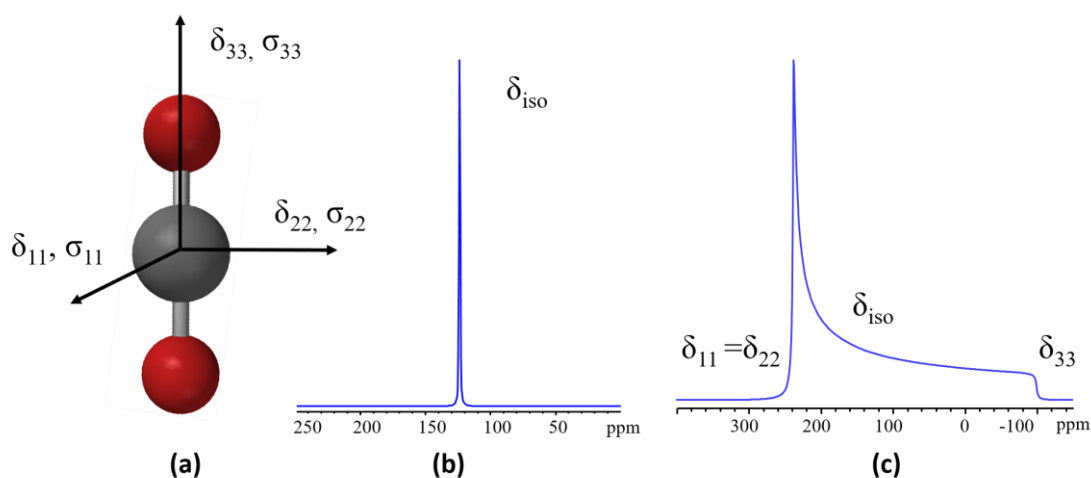 δ₃₃, σ₃₃
δ₂₂, σ₂₂
δ₁₁, σ₁₁
(a)
δiso
250 200 150 100 50 ppm
(b)
δiso
δ₁₁ =δ₂₂
δ₃₃
300 200 100 0 -100 ppm
(c)